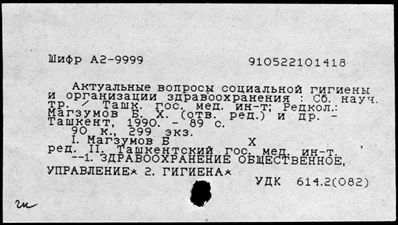 Шифр А2-9999 910522101418
Актуальные вопросы социальной гигиены
и организации здравоохранения : Сб. науч.
тр. / Ташк. гос. мед. ин-т; Редкол.:
Магзумов Б. Х. (отв. ред.) и др. -
Ташкент, 1990. - 89 с.
90 к., 299 экз.
I. Магзумов Б Х
ред. II. Ташкентский гос. мед. ин-т.
--1. ЗДРАВООХРАНЕНИЕ ОБЩЕСТВЕННОЕ,
УПРАВЛЕНИЕ* 2. ГИГИЕНА*
УДК 614.2(082)